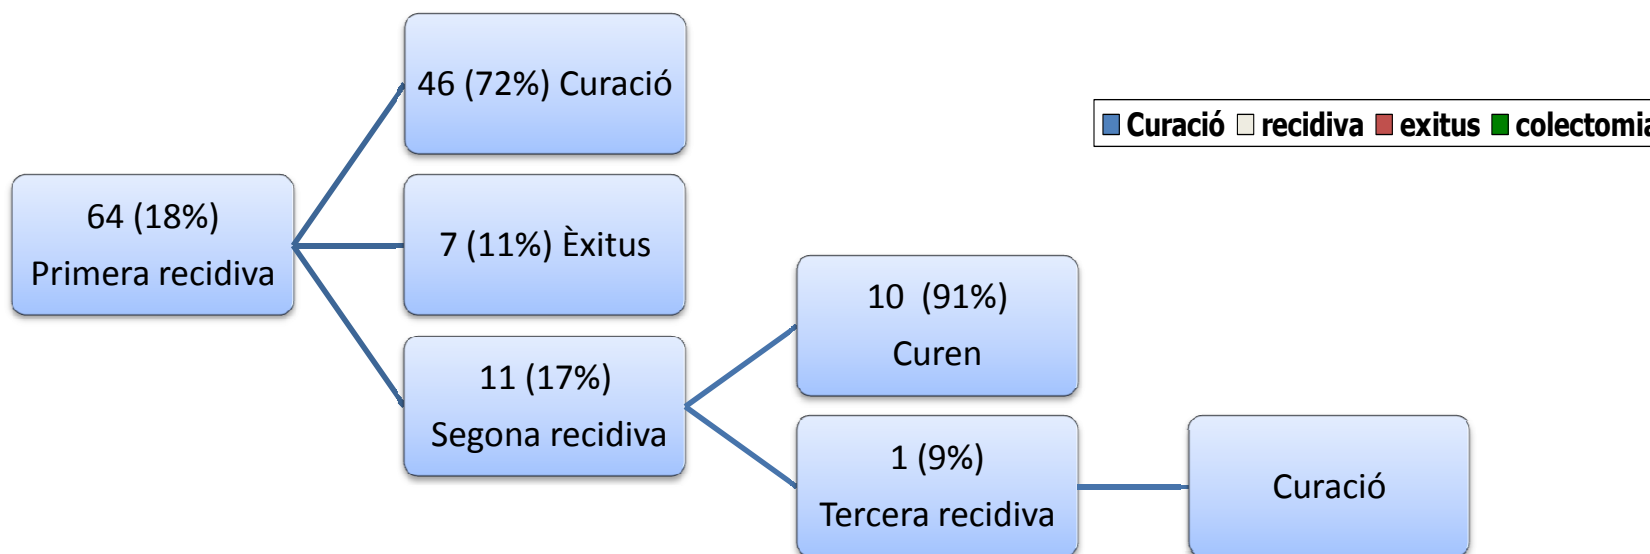 46 (72%) Curació
Curació recidiva exitus colectomia
64 (18%)
Primera recidiva
7 (11%) Èxitus
10 (91%)
Curen
11 (17%)
Segona recidiva
1 (9%)
Tercera recidiva
Curació